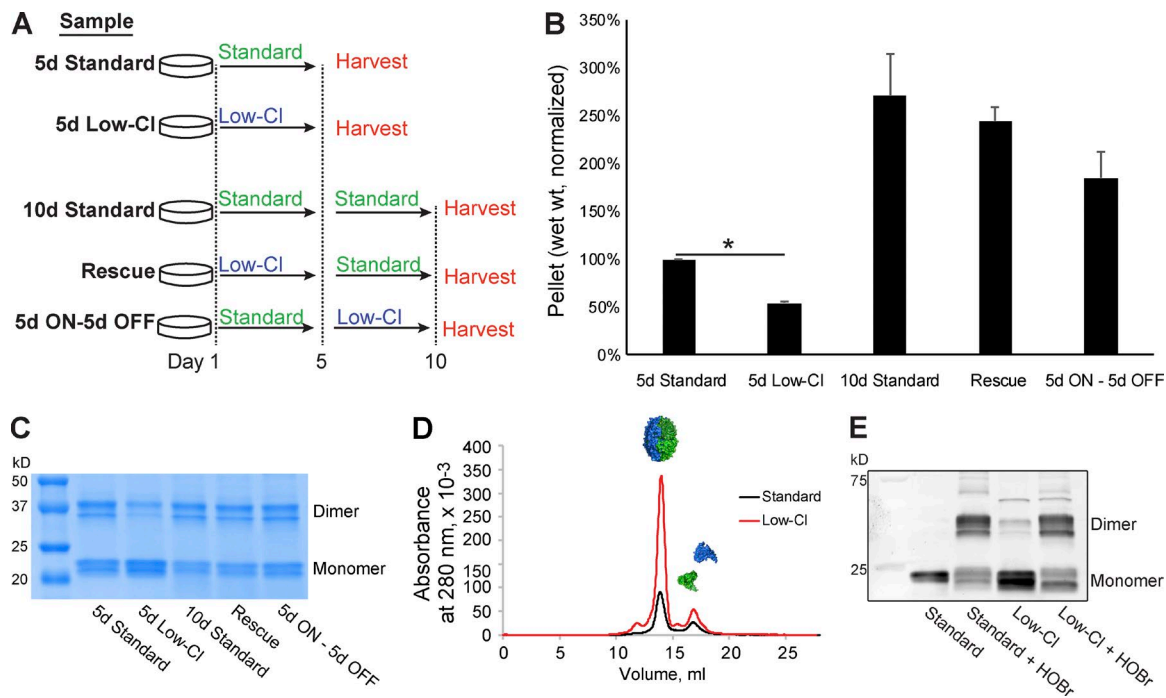 A
Sample
5d Standard
Standard
Harvest
5d Low-Cl
Low-Cl
Harvest
10d Standard
Standard
Standard
Harvest
Rescue
Low-Cl
Standard
Harvest
5d ON-5d OFF
Standard
Low-Cl
Harvest
Day 1
5
10
B
Pellet (wet wt, normalized)
350%
300%
250%
200%
150%
100%
50%
0%
*
5d Standard
5d Low-Cl
10d Standard
Rescue
5d ON - 5d OFF
C
kD
50
37
25
20
Dimer
Monomer
5d Standard
5d Low-Cl
10d Standard
Rescue
5d ON - 5d OFF
D
Absorbance
at 280 nm, x 10-3
400
350
300
250
200
150
100
50
0
Standard
Low-Cl
0
5
10
15
20
25
Volume, ml
E
kD
75
25
Dimer
Monomer
Standard
Standard + HOBr
Low-Cl
Low-Cl + HOBr